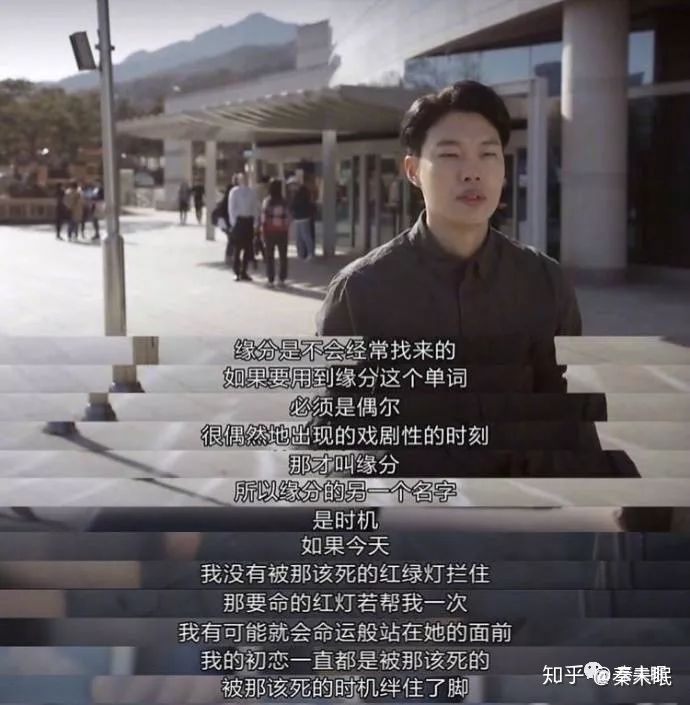 缘分是不会经常找来的
如果要用到缘分这个单词
必须是偶尔
很偶然地出现的戏剧性的时刻
那才叫缘分
所以缘分的另一个名字
是时机
如果今天
我没有被那该死的红绿灯拦住
那要命的红灯若帮我一次
我有可能就会命运般站在她的面前
我的初恋一直都是被那该死的
被那该死的时机绊住了脚
知乎 @秦未眠